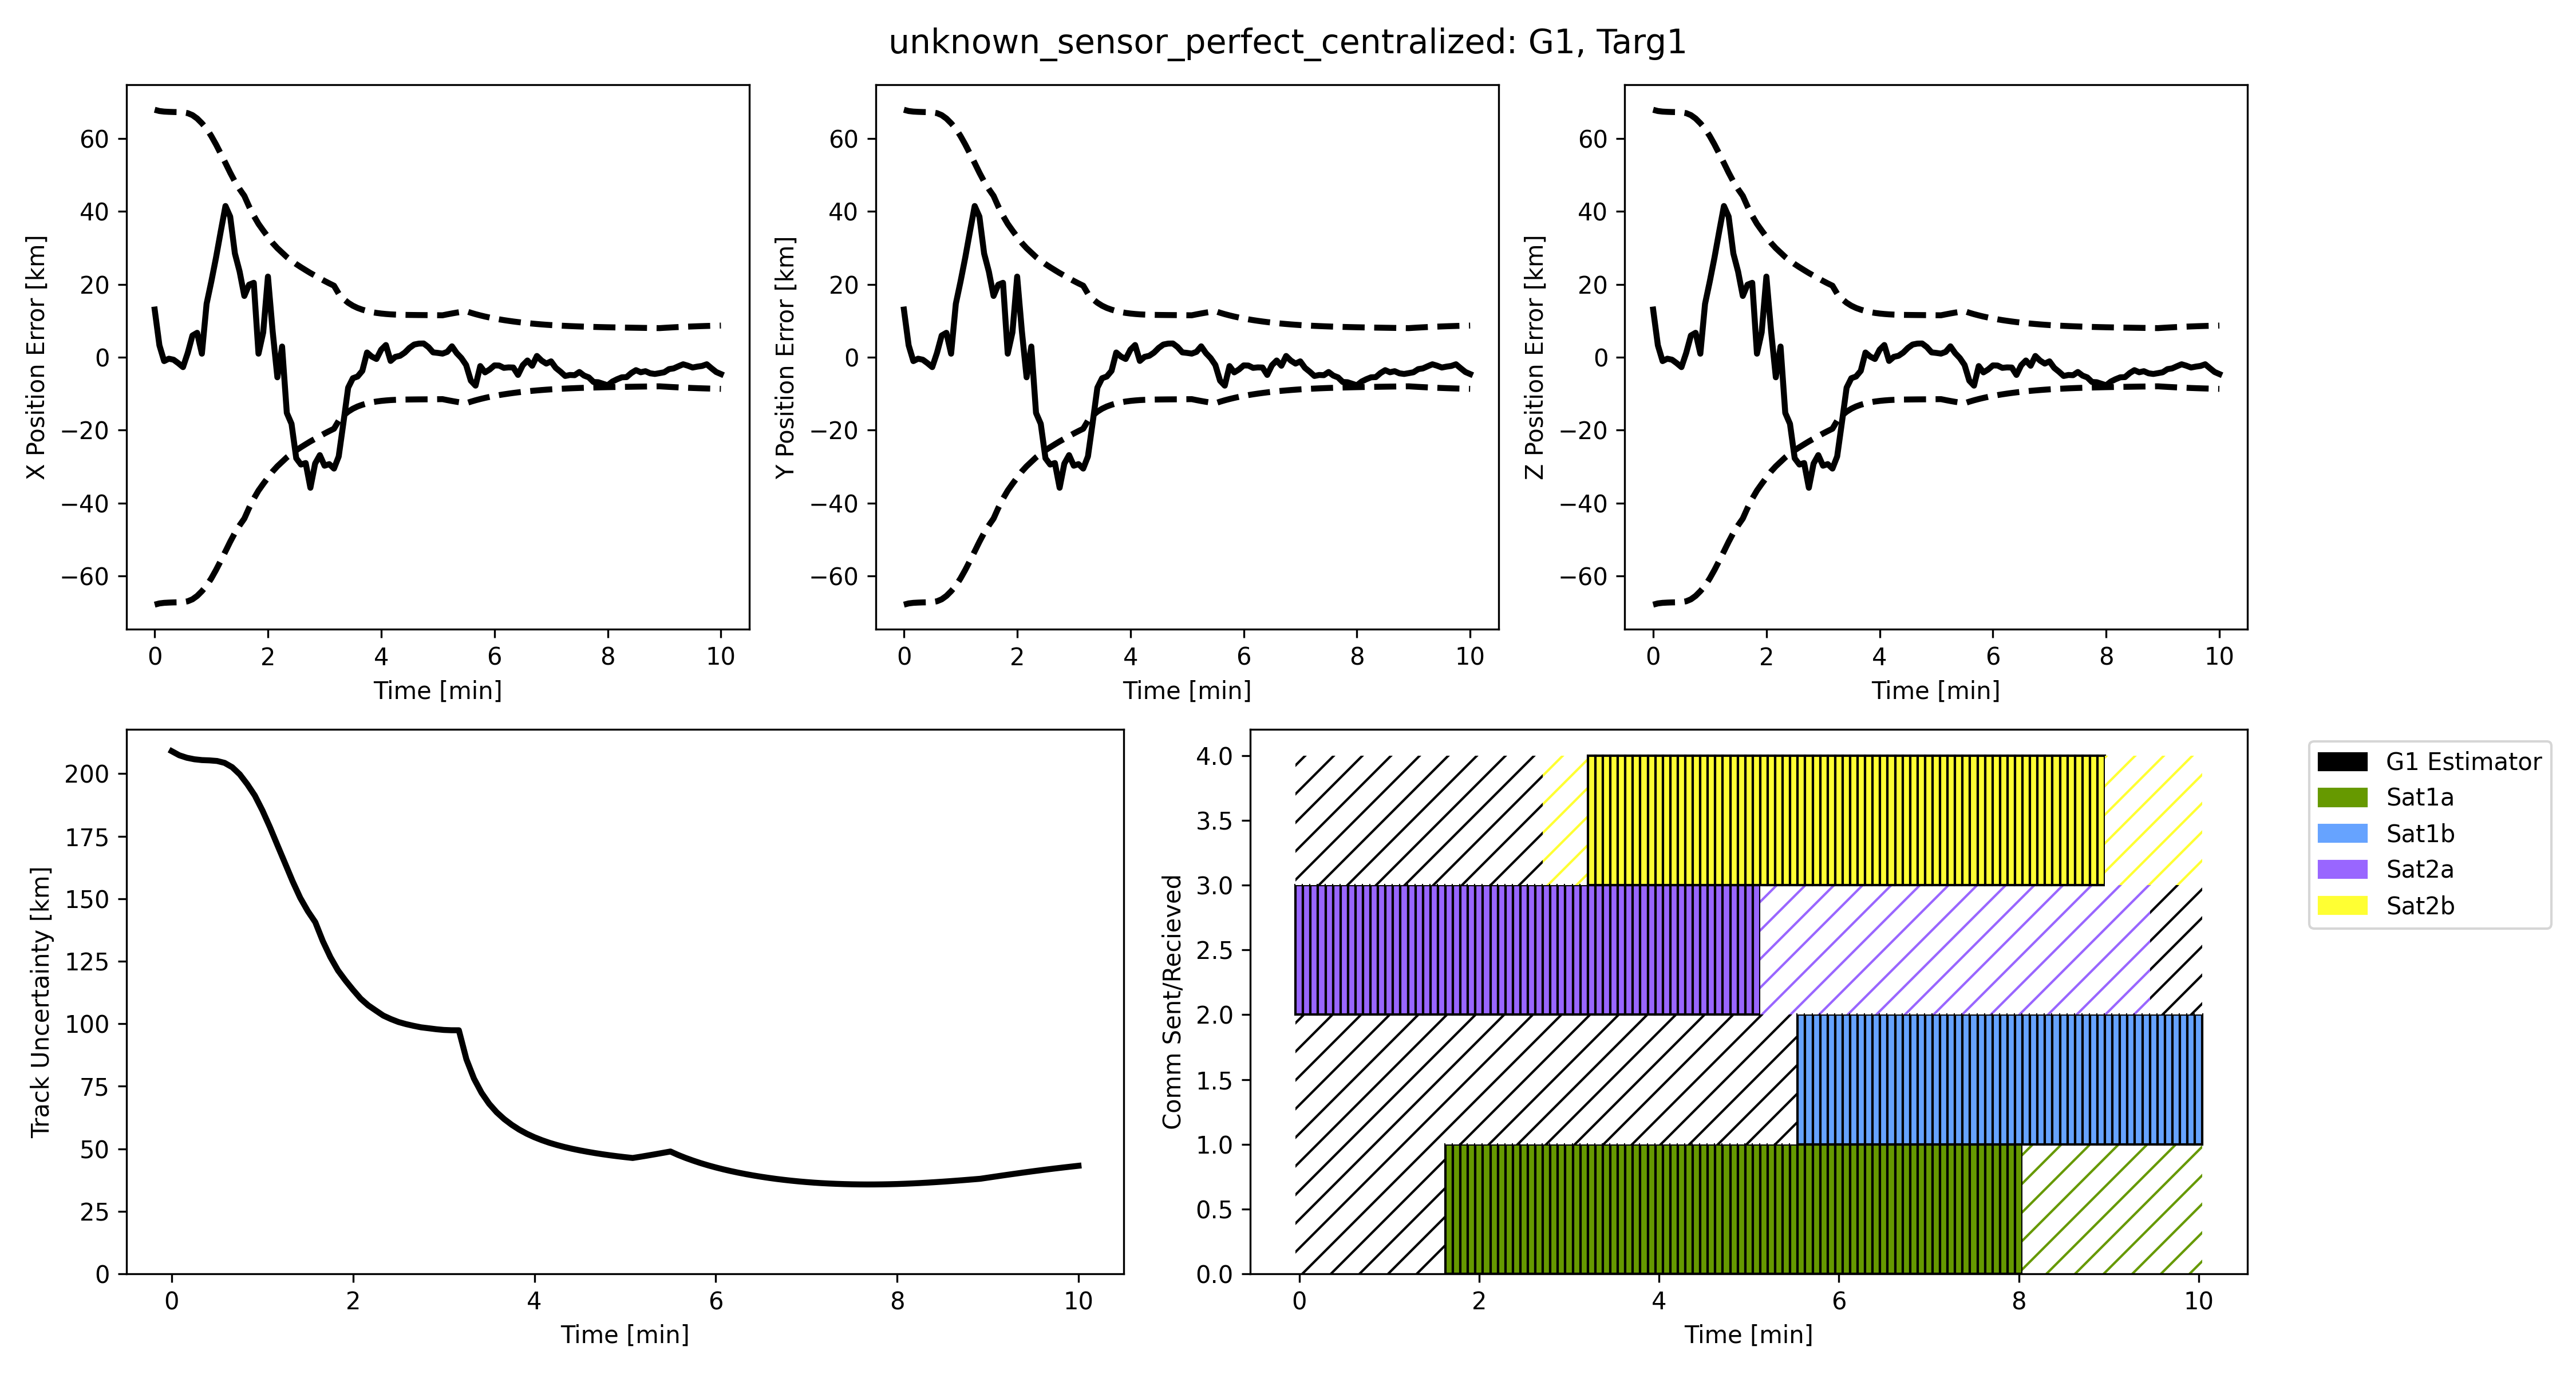 unknown_sensor_perfect_centralized: G1, Targ1
X Position Error [km]
60
40
20
0
−20
−40
−60
0 2 4 6 8 10
Time [min]
Y Position Error [km]
60
40
20
0
−20
−40
−60
0 2 4 6 8 10
Time [min]
Z Position Error [km]
60
40
20
0
−20
−40
−60
0 2 4 6 8 10
Time [min]
Track Uncertainty [km]
200
175
150
125
100
75
50
25
0
0 2 4 6 8 10
Time [min]
Comm Sent/Recieved
4.0
3.5
3.0
2.5
2.0
1.5
1.0
0.5
0.0
0 2 4 6 8 10
Time [min]
G1 Estimator
Sat1a
Sat1b
Sat2a
Sat2b